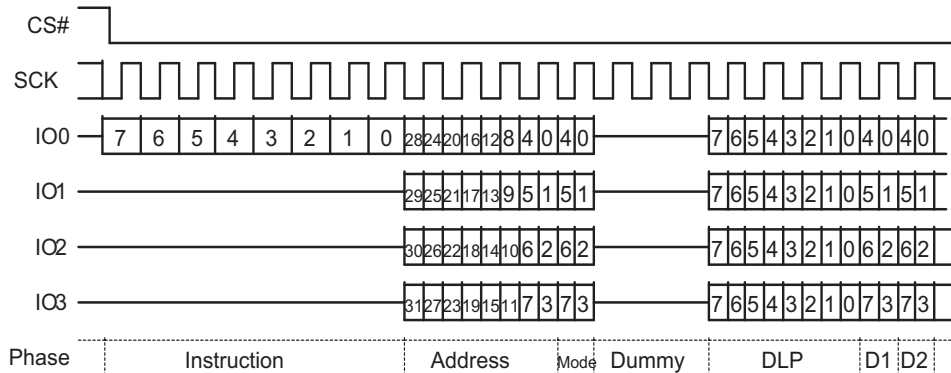 CS#
SCK
IO0 7 6 5 4 3 2 1 0 28 24 20 16 12 8 4 0 4 0 7 6 5 4 3 2 1 0 4 0 4 0
IO1 29 25 21 17 13 9 5 1 5 1 7 6 5 4 3 2 1 0 5 1 5 1
IO2 30 26 22 18 14 10 6 2 6 2 7 6 5 4 3 2 1 0 6 2 6 2
IO3 31 27 23 19 15 11 7 3 7 3 7 6 5 4 3 2 1 0 7 3 7 3
Phase Instruction Address Mode Dummy DLP D1 D2